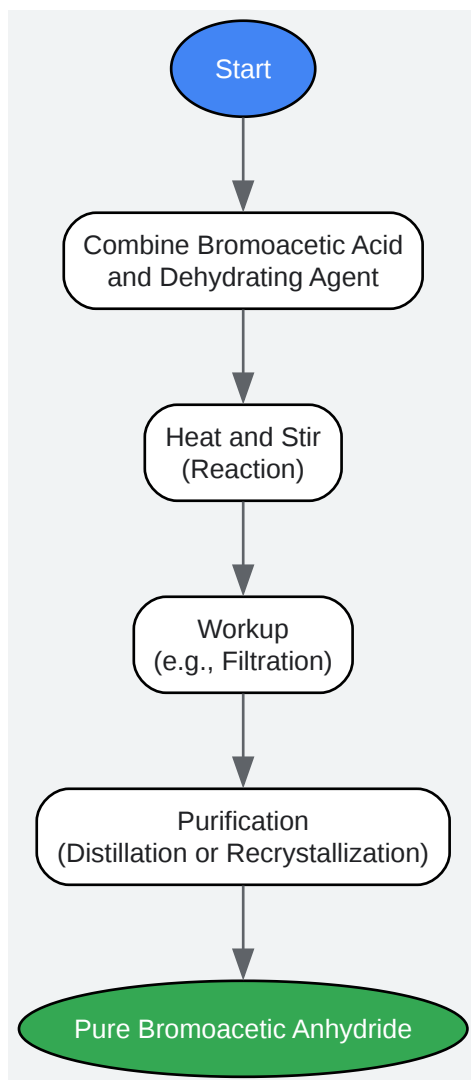 Start
Combine Bromoacetic Acid
and Dehydrating Agent
Heat and Stir
(Reaction)
Workup
(e.g., Filtration)
Purification
(Distillation or Recrystallization)
Pure Bromoacetic Anhydride